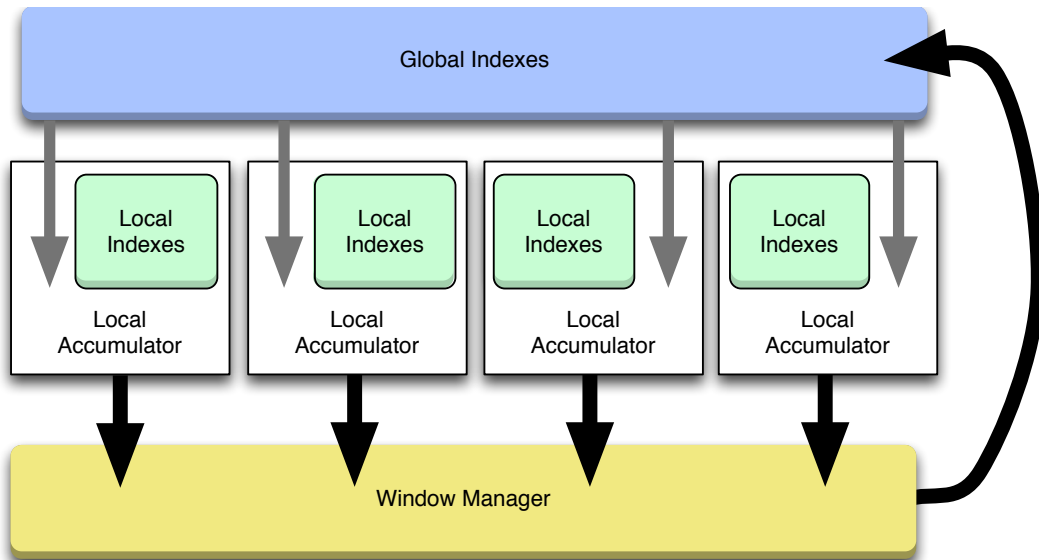 Global Indexes
Local
Indexes
Local
Accumulator
Local
Indexes
Local
Accumulator
Local
Indexes
Local
Accumulator
Local
Indexes
Local
Accumulator
Window Manager